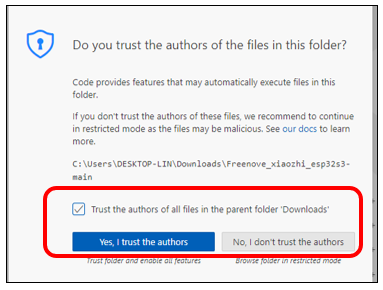 Do you trust the authors of the files in this folder?
Code provides features that may automatically execute files in this
folder.
If you don't trust the authors of these files, we recommend to continue
in restricted mode as the files may be malicious. See our docs to learn
more.
C:\Users\DESKTOP-LIN\Downloads\Freenove_xiaozhi_esp32s3-
main
Trust the authors of all files in the parent folder 'Downloads'
Yes, I trust the authors
No, I don't trust the authors
Trust folder and enable all features
Browse folder in restricted mode